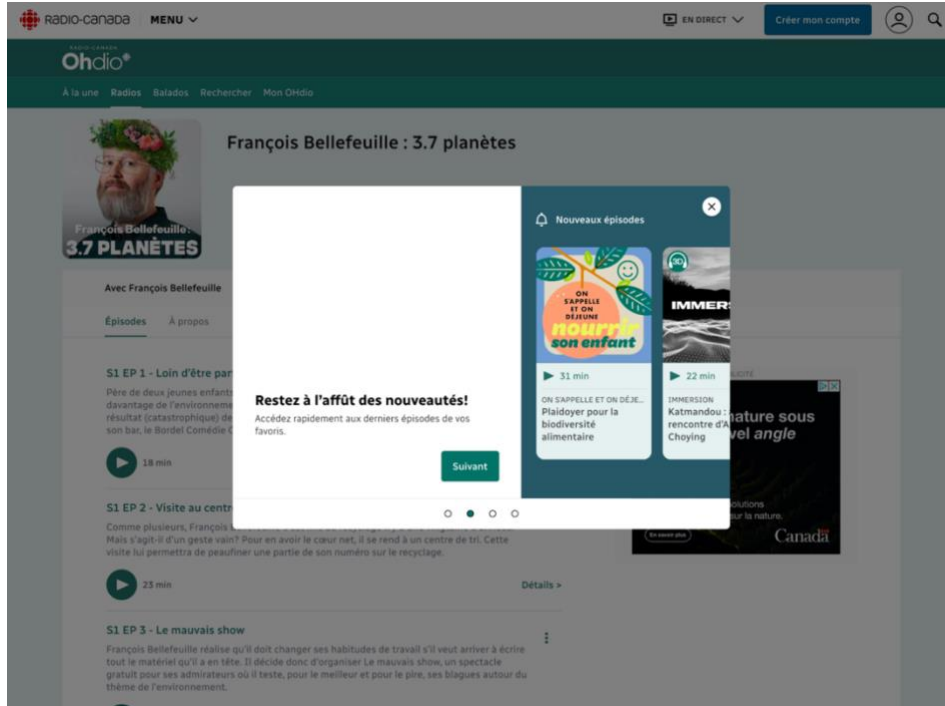 RADIO-CANADA
MENU
EN DIRECT
Créer mon compte
RADIO-CANADA
OHdio
À la une Radios Balados Rechercher Mon OHdio
François Bellefeuille : 3.7 planètes
François Bellefeuille:
3.7 PLANÈTES
Avec François Bellefeuille
Épisodes À propos
S1 EP 1 - Loin d'être par
Père de deux jeunes enfants
davantage de l'environneme
résultat (catastrophique) de
son bar, le Bordel Comédie C
18 min
S1 EP 2 - Visite au centr
Comme plusieurs, François
Mais s'agit-il d'un geste vain? Pour en avoir le cœur net, il se rend à un centre de tri. Cette
visite lui permettra de peaufiner une partie de son numéro sur le recyclage.
23 min
Détails >
S1 EP 3 - Le mauvais show
François Bellefeuille réalise qu'il doit changer ses habitudes de travail s'il veut arriver à écrire
tout le matériel qu'il a en tête. Il décide donc d'organiser Le mauvais show, un spectacle
gratuit pour ses admirateurs où il teste, pour le meilleur et pour le pire, ses blagues autour du
thème de l'environnement.
Restez à l'affût des nouveautés!
Accédez rapidement aux derniers épisodes de vos
favoris.
Suivant
Nouveaux épisodes
ON
S'APPELLE
ET ON
DÉJEUNE
nourrir
son enfant
31 min
ON S'APPELLE ET ON DÉJE...
Plaidoyer pour la
biodiversité
alimentaire
3D
IMMERS
22 min
IMMERSION
Katmandou :
rencontre d'A
Choying
LICITÉ
nature sous
vel angle
olutions
sur la nature.
En savoir plus
Canada